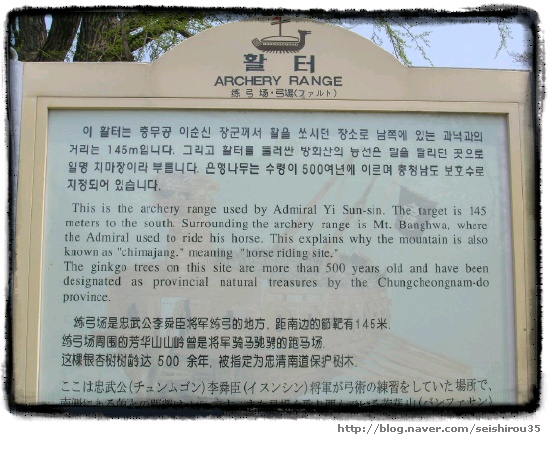 활 터
ARCHERY RANGE
练弓场·弓場(ファルト)
이 활터는 충무공 이순신 장군께서 활을 쏘시던 장소로 남쪽에 있는 과녁과의
거리는 145m입니다. 그리고 활터를 둘러싼 방화산의 능선은 말을 달리던 곳으로
일명 치마장이라 부릅니다. 은행나무는 수령이 500여년에 이르며 충청남도 보호수로
지정되어 있습니다.
This is the archery range used by Admiral Yi Sun-sin. The target is 145
meters to the south. Surrounding the archery range is Mt. Banghwa, where
the Admiral used to ride his horse. This explains why the mountain is also
known as "chimajang." meaning "horse riding site."
The ginkgo trees on this site are more than 500 years old and have been
designated as provincial natural treasures by the Chungcheongnam-do
province.
练弓场是忠武公李舜臣将军练弓的地方, 距南边的箭靶有145米.
练弓场周围的芳华山山岭曾是将军骑马驰骋的跑马场.
这棵银杏树树龄达 500 余年, 被指定为忠清南道保护树木.
ここは忠武公(チュンムゴン)李舜臣(イスンシン)将軍が弓術の練習をしていた場所で、
http://blog.naver.com/seishirou35